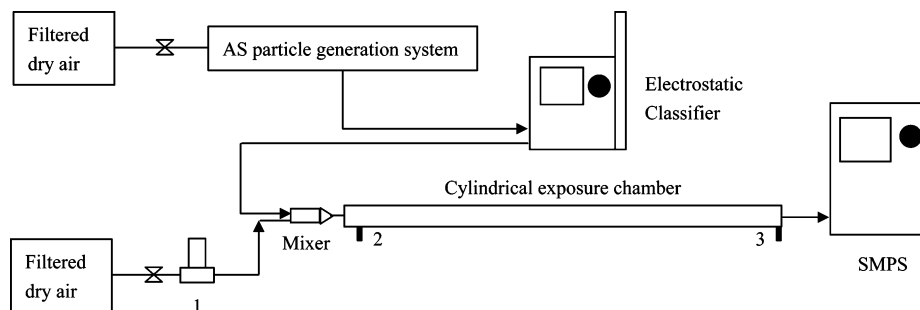 Filtered
dry air
AS particle generation system
Electrostatic
Classifier
Cylindrical exposure chamber
Mixer
2
3
SMPS
Filtered
dry air
1